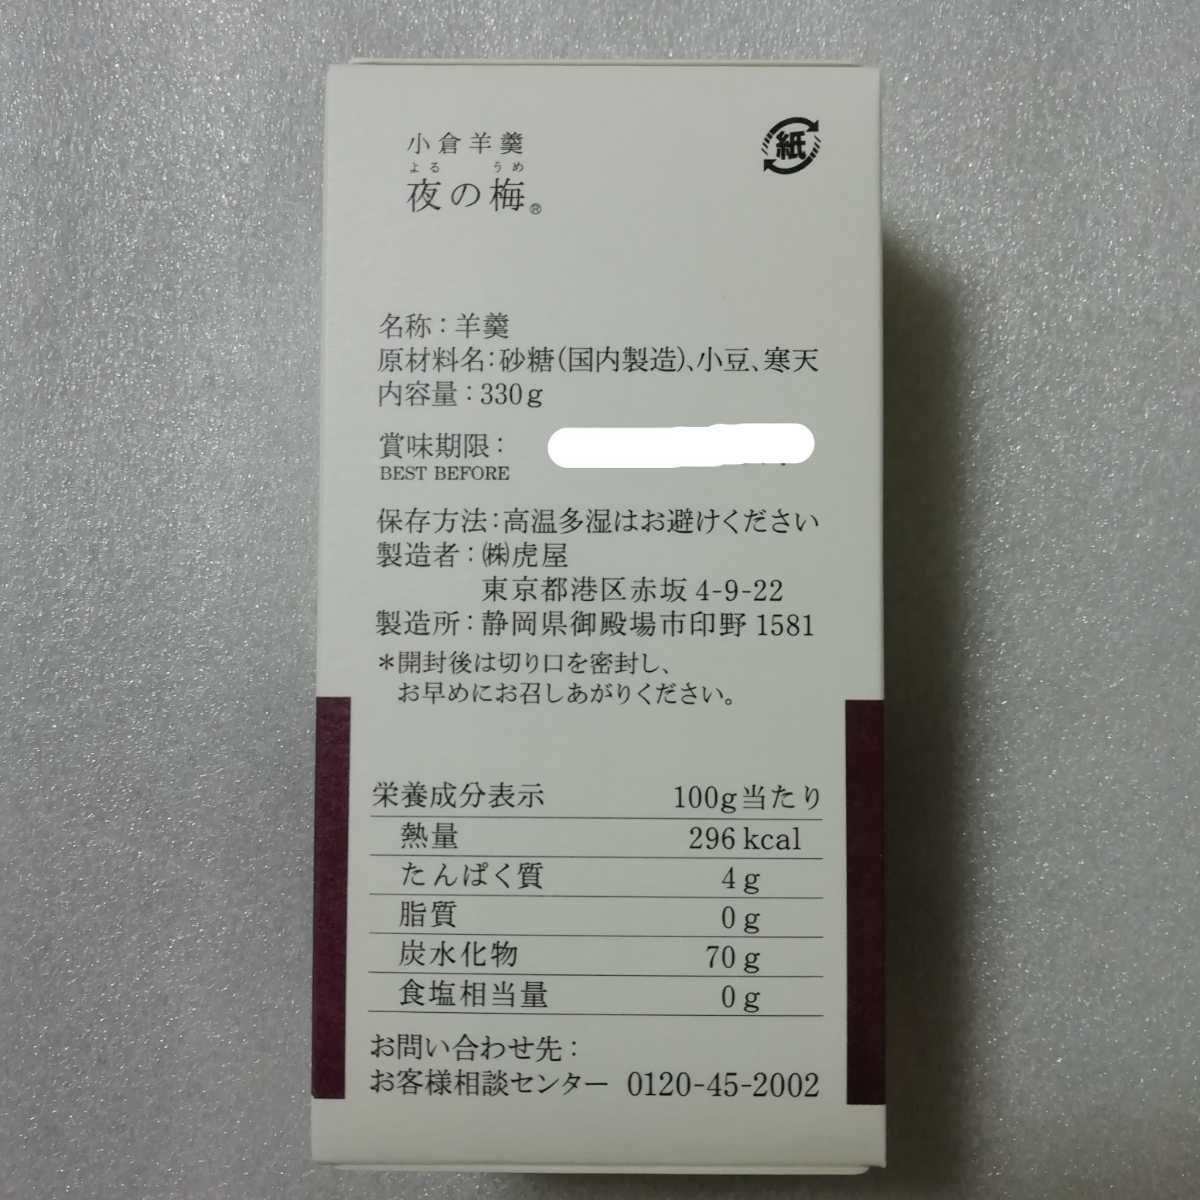 小倉羊羹
よる うめ
夜の梅®
紙
名称：羊羹
原材料名：砂糖（国内製造）、小豆、寒天
内容量：330g
賞味期限：
BEST BEFORE
保存方法：高温多湿はお避けください
製造者：㈱虎屋
東京都港区赤坂 4-9-22
製造所：静岡県御殿場市印野 1581
＊開封後は切り口を密封し、
お早めにお召しあがりください。
栄養成分表示 100g当たり
熱量 296 kcal
たんぱく質 4 g
脂質 0 g
炭水化物 70 g
食塩相当量 0 g
お問い合わせ先：
お客様相談センター 0120-45-2002